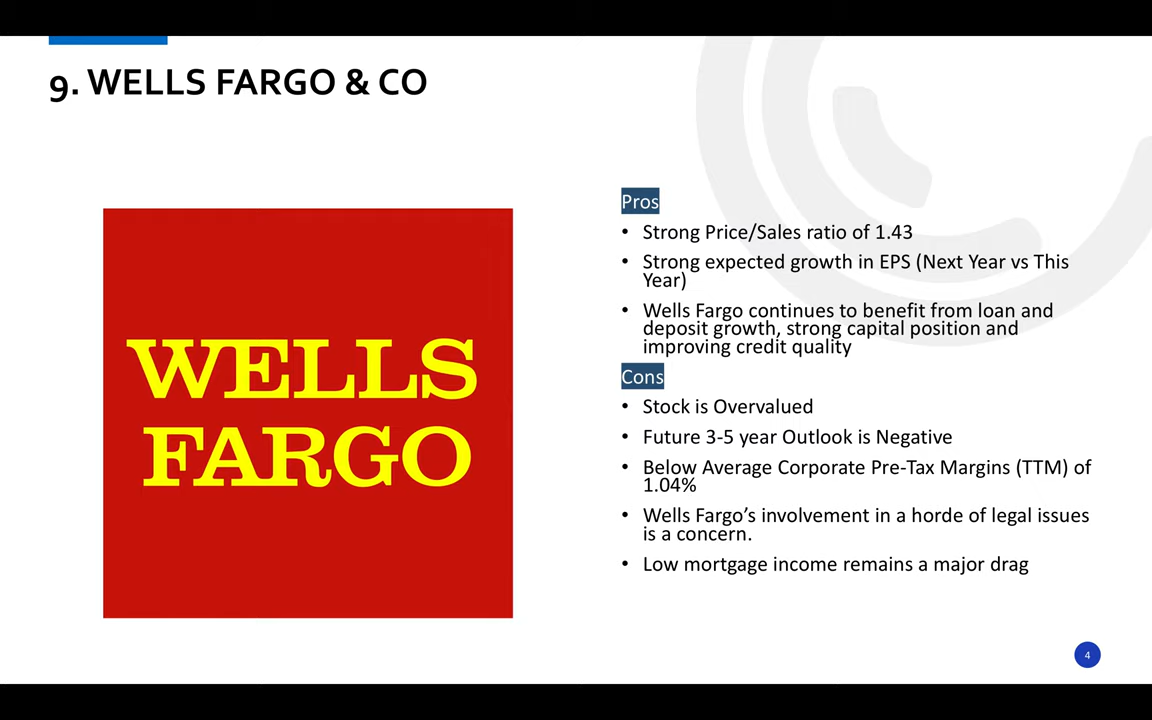 9. WELLS FARGO & CO
WELLS
FARGO
Pros
• Strong Price/Sales ratio of 1.43
• Strong expected growth in EPS (Next Year vs This
Year)
• Wells Fargo continues to benefit from loan and
deposit growth, strong capital position and
improving credit quality
Cons
• Stock is Overvalued
• Future 3-5 year Outlook is Negative
• Below Average Corporate Pre-Tax Margins (TTM) of
1.04%
• Wells Fargo’s involvement in a horde of legal issues
is a concern.
• Low mortgage income remains a major drag
4